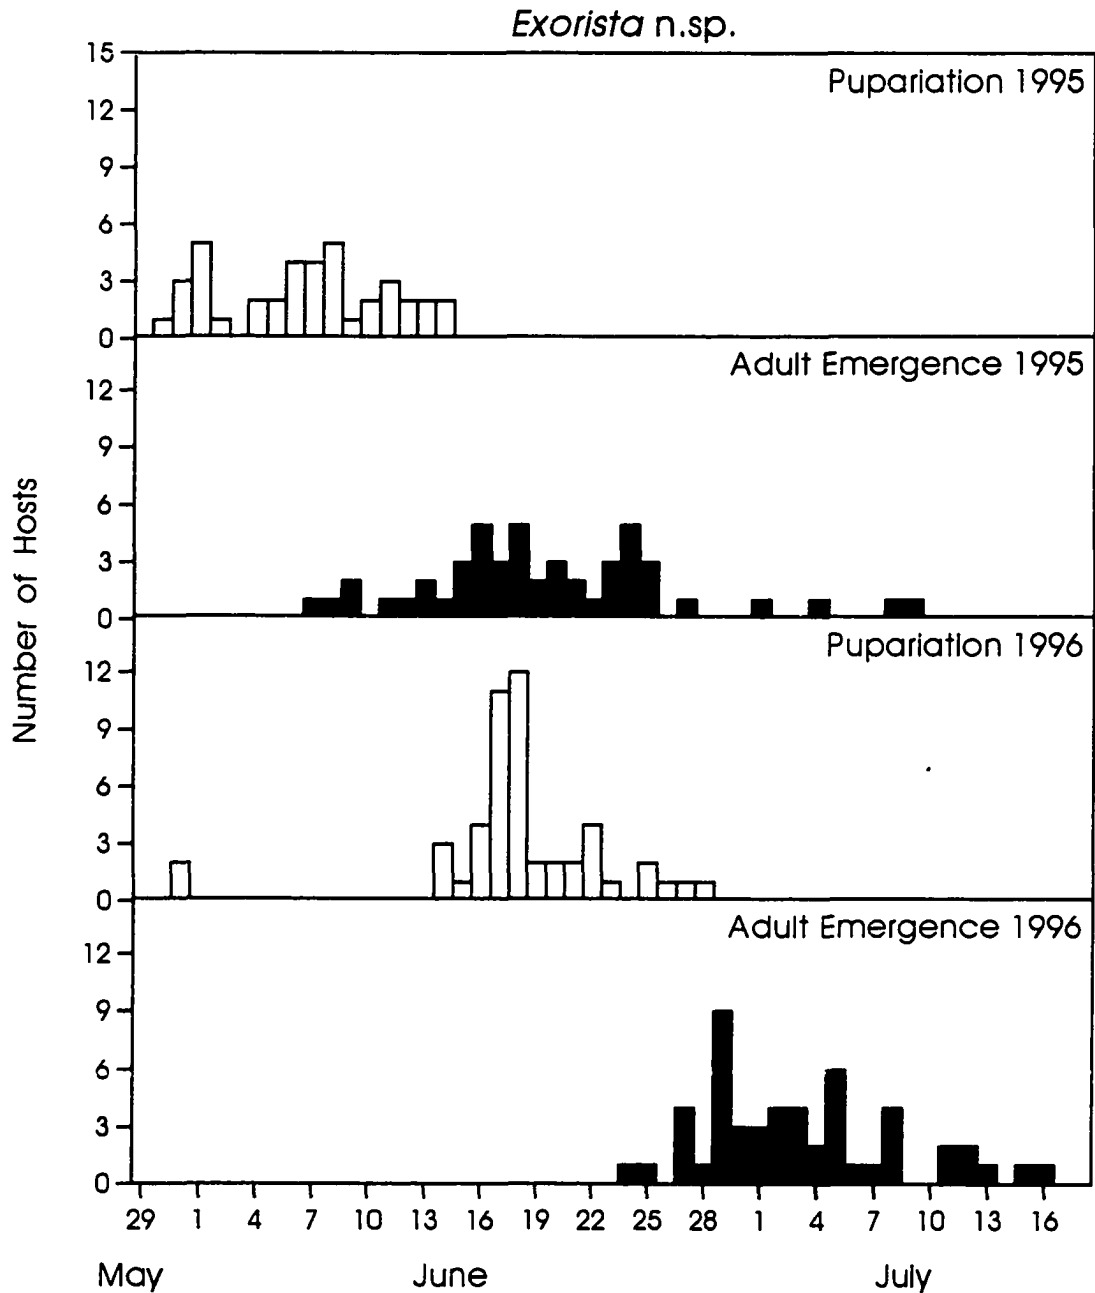 Exorista n.sp.
15
Pupariation 1995
12
9
6
3
0
Adult Emergence 1995
12
9
6
3
0
Number of Hosts
Pupariation 1996
12
9
6
3
0
Adult Emergence 1996
12
9
6
3
0
29 1 4 7 10 13 16 19 22 25 28 1 4 7 10 13 16
May June July